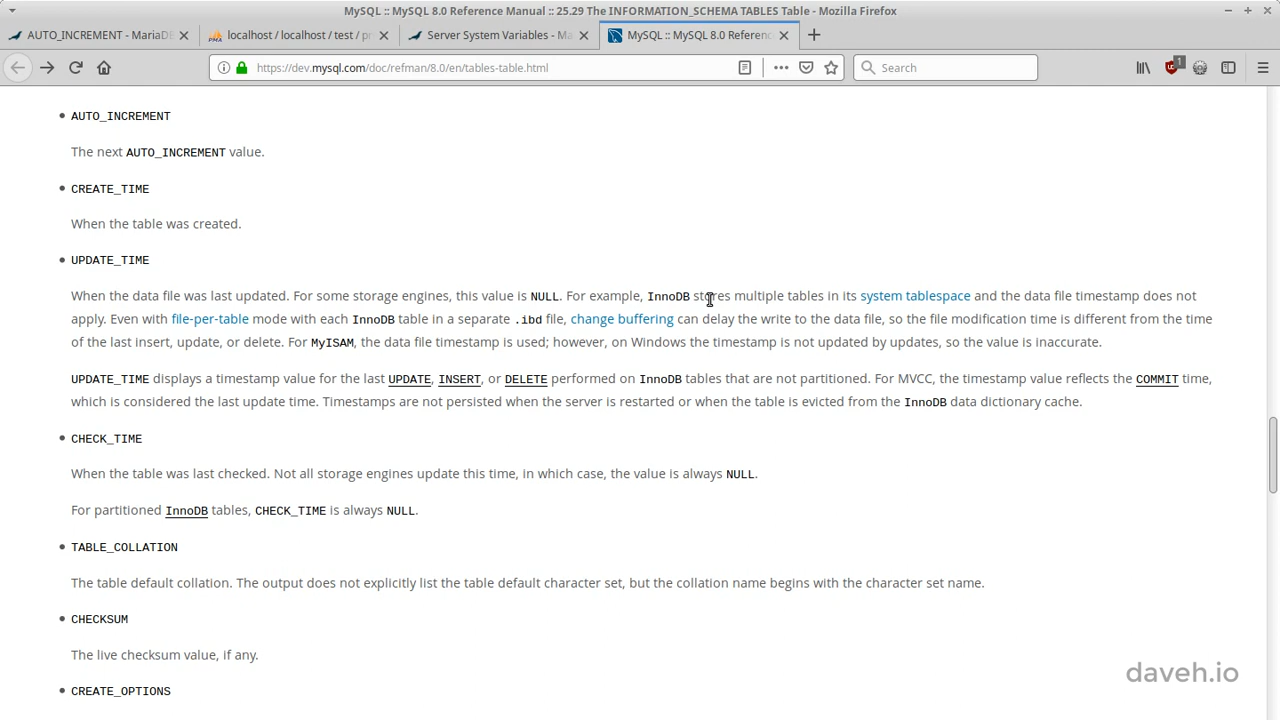 MySQL :: MySQL 8.0 Reference Manual :: 25.29 The INFORMATION_SCHEMA TABLES Table - Mozilla Firefox
AUTO_INCREMENT - MariaDB
localhost / localhost / test / p
Server System Variables - Ma
MySQL :: MySQL 8.0 Referenc
https://dev.mysql.com/doc/refman/8.0/en/tables-table.html
Search
1
• AUTO_INCREMENT
The next AUTO_INCREMENT value.
• CREATE_TIME
When the table was created.
• UPDATE_TIME
When the data file was last updated. For some storage engines, this value is NULL. For example, InnoDB stores multiple tables in its system tablespace and the data file timestamp does not
apply. Even with file-per-table mode with each InnoDB table in a separate .ibd file, change buffering can delay the write to the data file, so the file modification time is different from the time
of the last insert, update, or delete. For MyISAM, the data file timestamp is used; however, on Windows the timestamp is not updated by updates, so the value is inaccurate.
UPDATE_TIME displays a timestamp value for the last UPDATE, INSERT, or DELETE performed on InnoDB tables that are not partitioned. For MVCC, the timestamp value reflects the COMMIT time,
which is considered the last update time. Timestamps are not persisted when the server is restarted or when the table is evicted from the InnoDB data dictionary cache.
• CHECK_TIME
When the table was last checked. Not all storage engines update this time, in which case, the value is always NULL.
For partitioned InnoDB tables, CHECK_TIME is always NULL.
• TABLE_COLLATION
The table default collation. The output does not explicitly list the table default character set, but the collation name begins with the character set name.
• CHECKSUM
The live checksum value, if any.
• CREATE_OPTIONS
daveh.io